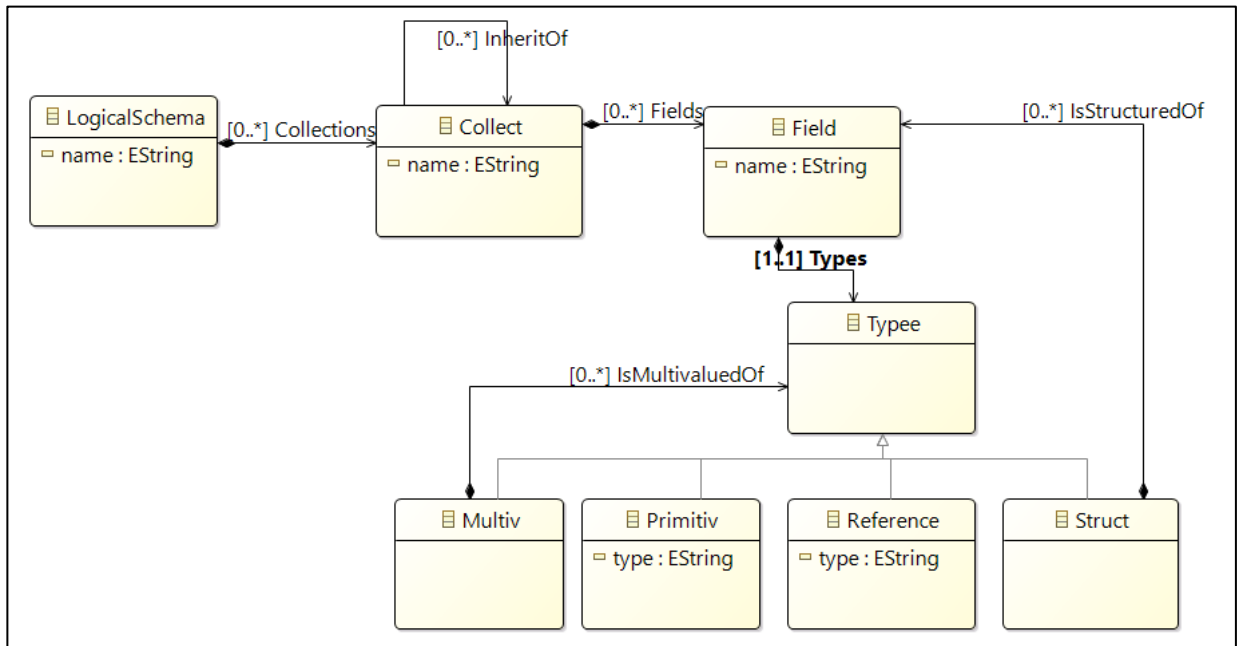 [0..*] InheritOf
LogicalSchema
name : EString
[0..*] Collections
Collect
name : EString
[0..*] Fields
Field
name : EString
[0..*] IsStructuredOf
[1..1] Types
Typee
[0..*] IsMultivaluedOf
Multiv
Primitiv
type : EString
Reference
type : EString
Struct